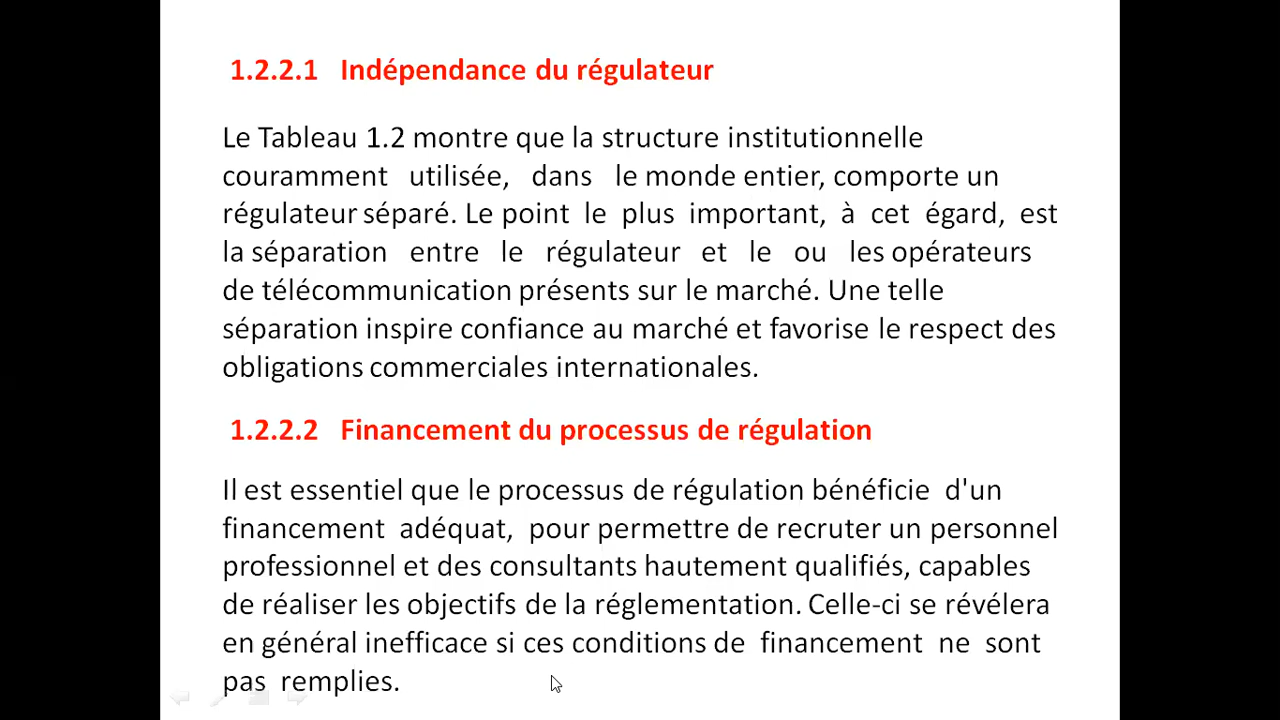 1.2.2.1 Indépendance du régulateur
Le Tableau 1.2 montre que la structure institutionnelle
couramment utilisée, dans le monde entier, comporte un
régulateur séparé. Le point le plus important, à cet égard, est
la séparation entre le régulateur et le ou les opérateurs
de télécommunication présents sur le marché. Une telle
séparation inspire confiance au marché et favorise le respect des
obligations commerciales internationales.
1.2.2.2 Financement du processus de régulation
Il est essentiel que le processus de régulation bénéficie d'un
financement adéquat, pour permettre de recruter un personnel
professionnel et des consultants hautement qualifiés, capables
de réaliser les objectifs de la réglementation. Celle-ci se révélera
en général inefficace si ces conditions de financement ne sont
pas remplies.